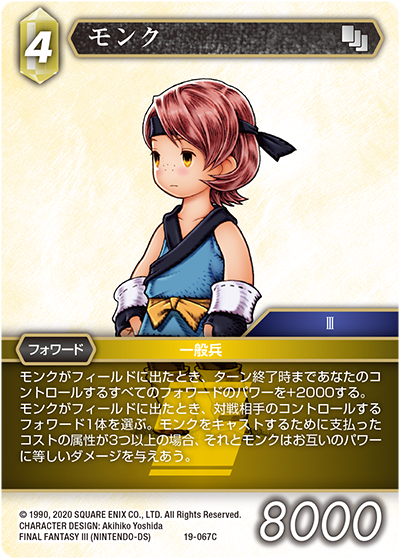 4
モンク
III
フォワード
一般兵
モンクがフィールドに出たとき、ターン終了時まであなたのコ
ントロールするすべてのフォワードのパワーを+2000する。
モンクがフィールドに出たとき、対戦相手のコントロールする
フォワード1体を選ぶ。モンクをキャストするために支払った
コストの属性が3つ以上の場合、それとモンクはお互いのパワー
に等しいダメージを与えあう。
© 1990, 2020 SQUARE ENIX CO., LTD. All Rights Reserved.
CHARACTER DESIGN: Akihiko Yoshida
FINAL FANTASY III (NINTENDO-DS) 19-067C
8000